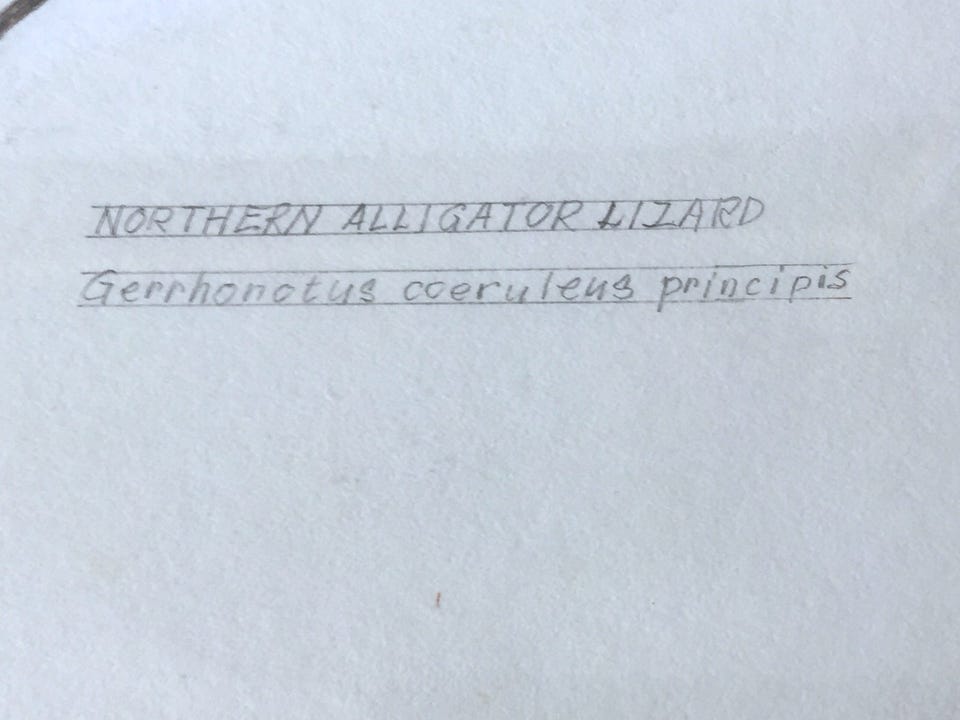 NORTHERN ALLIGATOR LIZARD
Gerrhonotus coeruleus principis